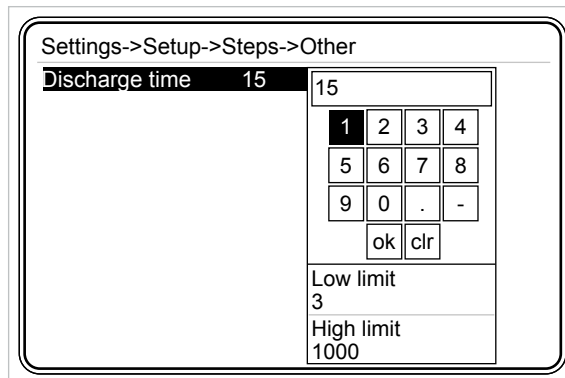 Settings->Setup->Steps->Other
Discharge time 15
15
1 2 3 4
5 6 7 8
9 0 . -
ok clr
Low limit
3
High limit
1000